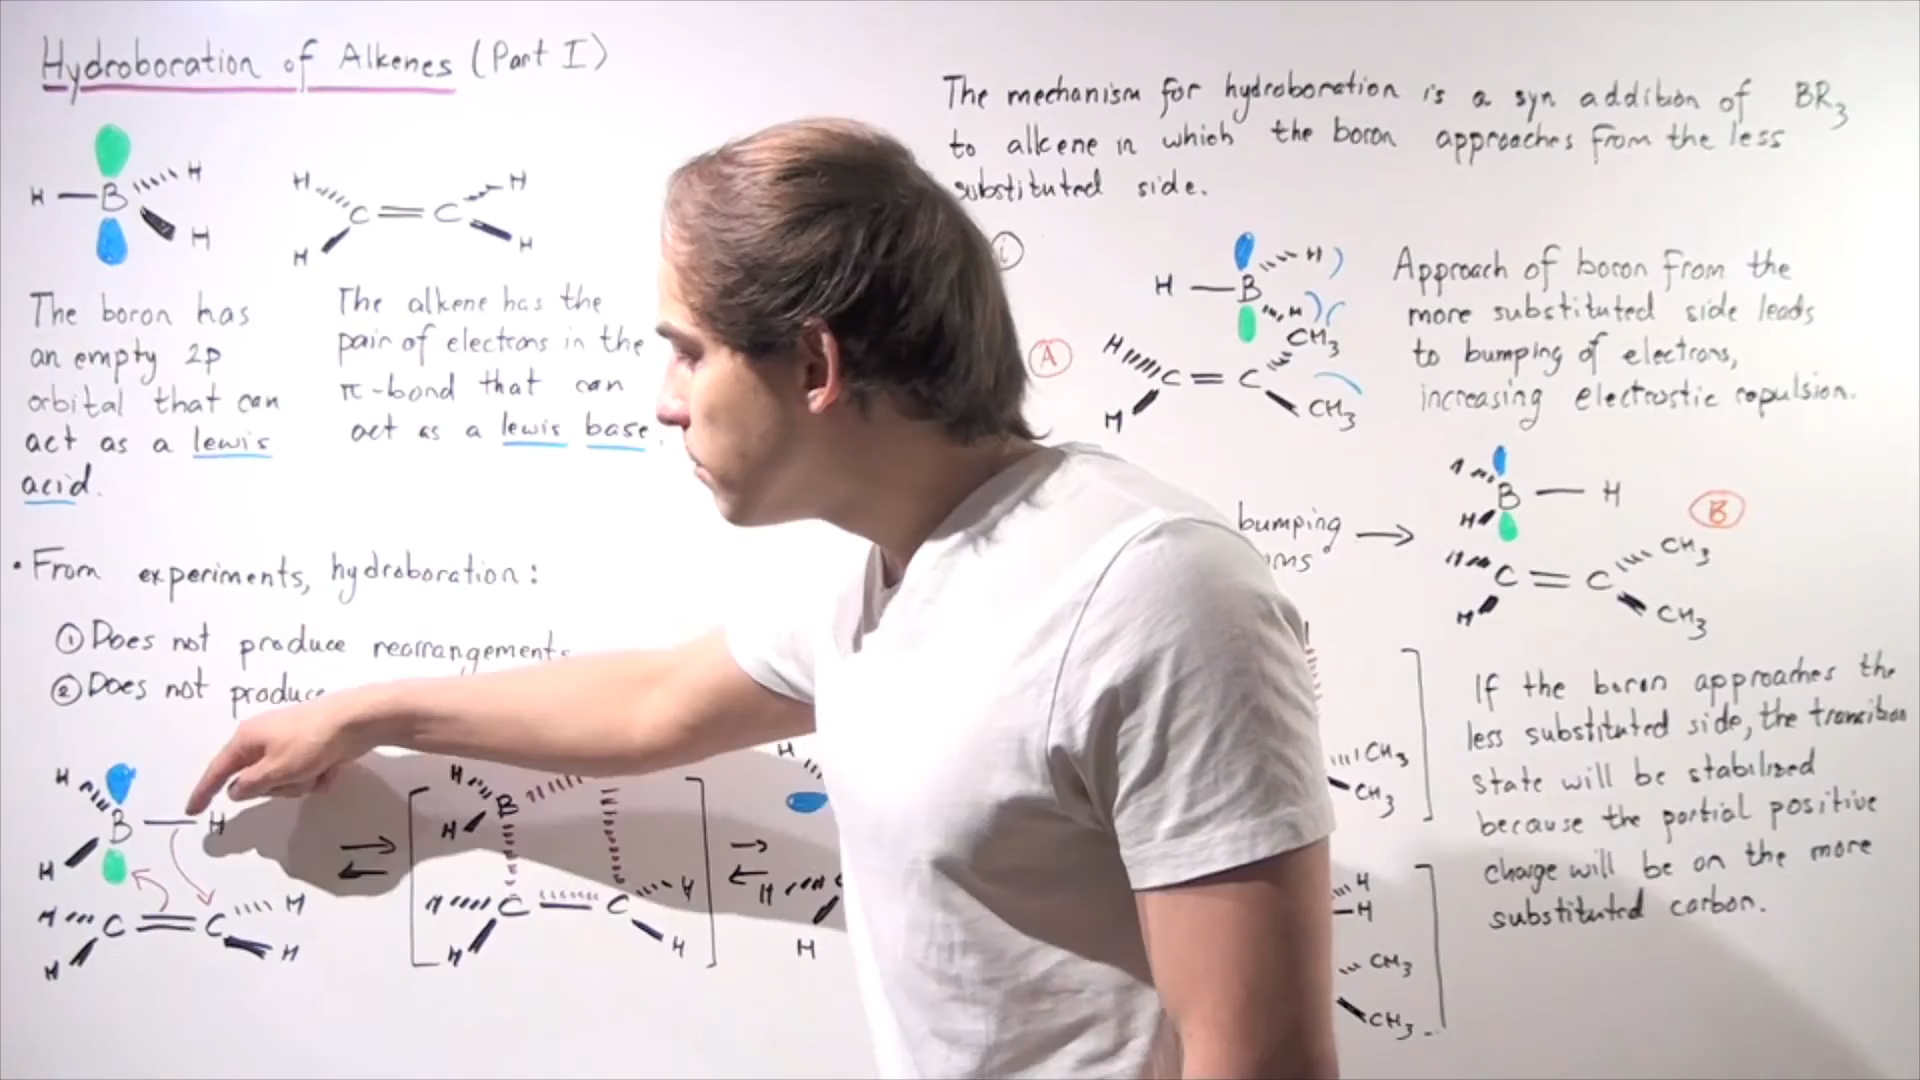 Hydroboration of Alkenes (Part I)
H B H H
H C = C H
H H
The boron has
an empty 2p
orbital that can
act as a lewis
acid.
The alkene has the
pair of electrons in the
π-bond that can
act as a lewis base.
• From experiments, hydroboration:
① Does not produce rearrangements
② Does not produce
H
B — H
H
H C = C H
H H
H
B
H
H C C H
H H
H
H
H
The mechanism for hydroboration is a syn addition of BR3
to alkene in which the boron approaches from the less
substituted side.
i
H — B H
H
A
H CH3
C = C
H CH3
Approach of boron from the
more substituted side leads
to bumping of electrons,
increasing electrostic repulsion.
bumping →
B — H
H
B
C = C CH3
H CH3
CH3
CH3
H
H
CH3
CH3
If the boron approaches the
less substituted side, the transition
state will be stabilized
because the partial positive
charge will be on the more
substituted carbon.